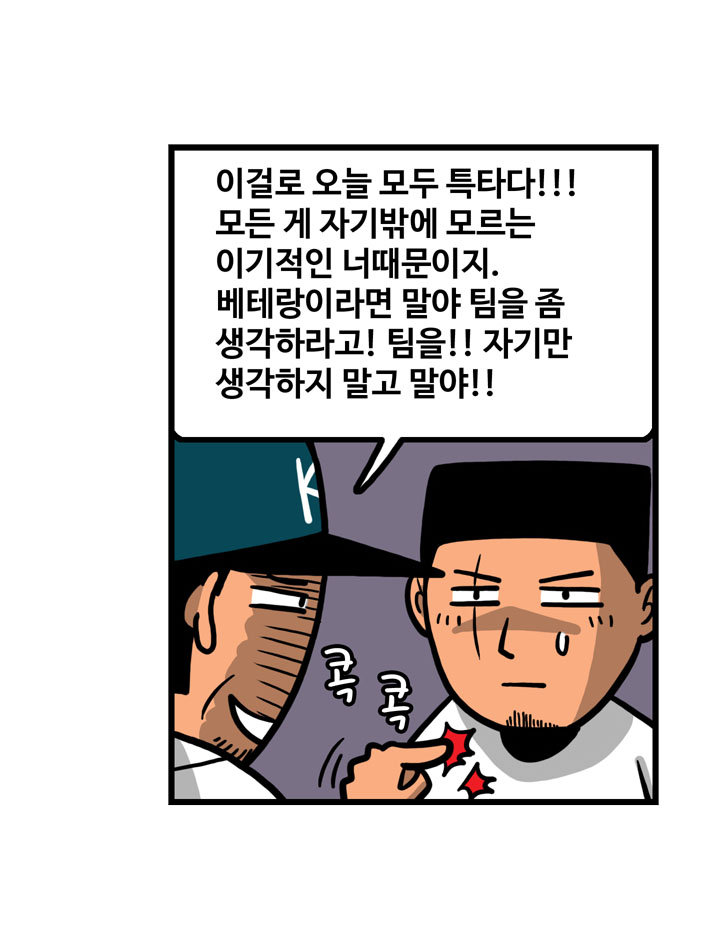 이걸로 오늘 모두 특타다!!!
모든 게 자기밖에 모르는
이기적인 너때문이지.
베테랑이라면 말야 팀을 좀
생각하라고! 팀을!! 자기만
생각하지 말고 말야!!
K
콕
콕